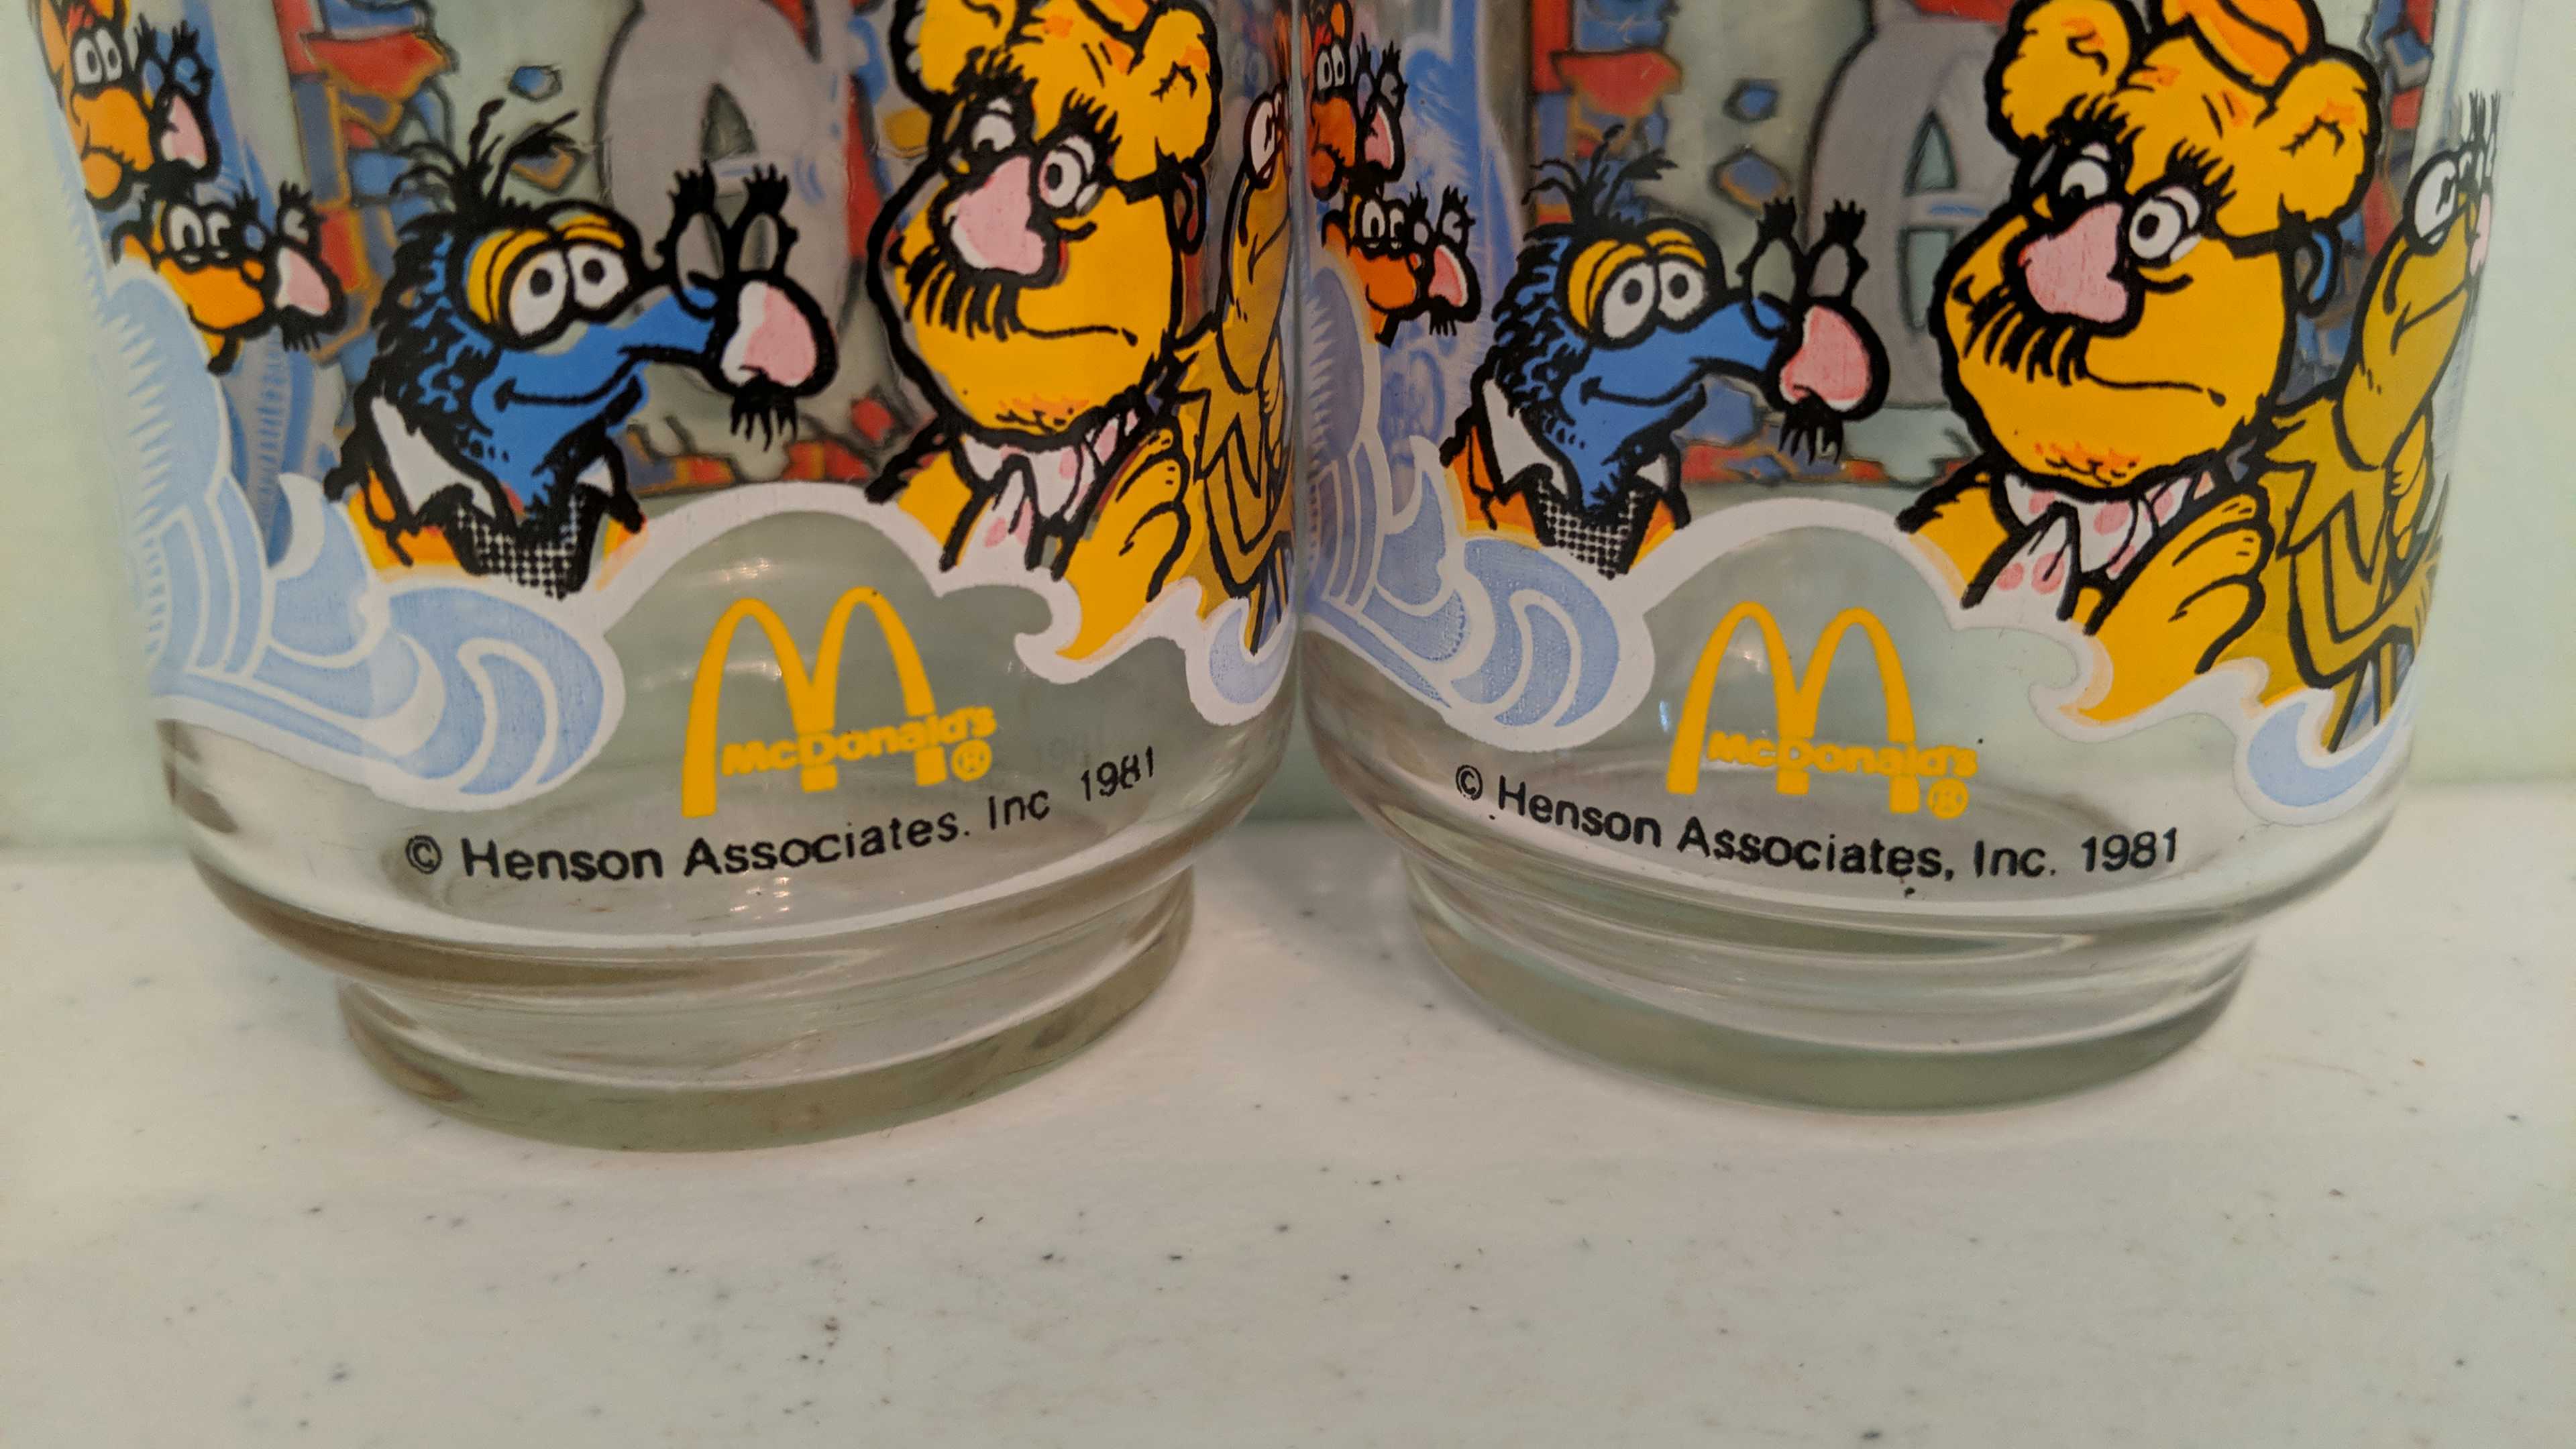 McDonald's®
© Henson Associates. Inc 1981
McDonald's®
© Henson Associates, Inc. 1981